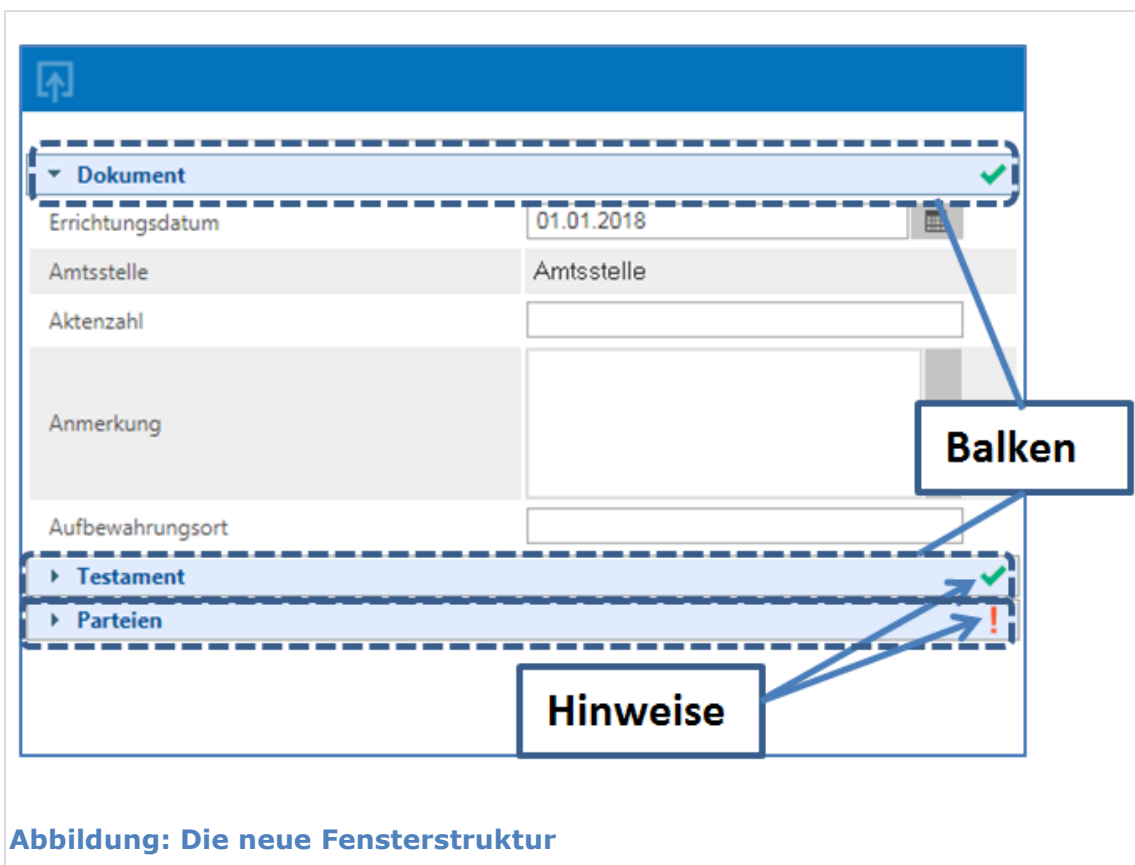 Dokument
Errichtungsdatum 01.01.2018
Amtsstelle Amtsstelle
Aktenzahl
Anmerkung
Balken
Aufbewahrungsort
Testament
Parteien !
Hinweise
Abbildung: Die neue Fensterstruktur